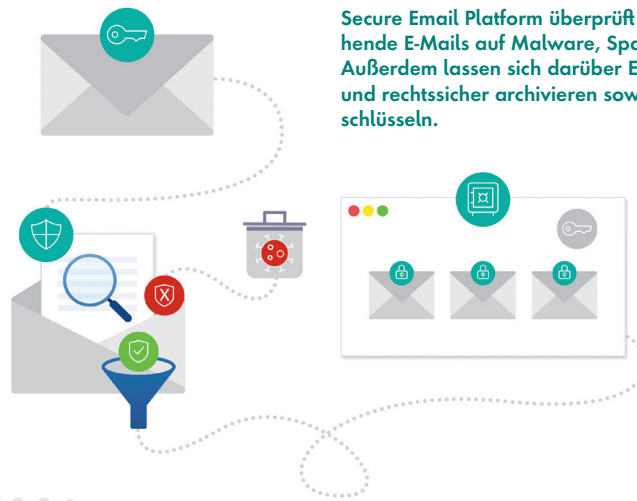 Secure Email Platform überprüft
hende E-Mails auf Malware, Spa
Außerdem lassen sich darüber E
und rechtssicher archivieren sow
schlüsseln.